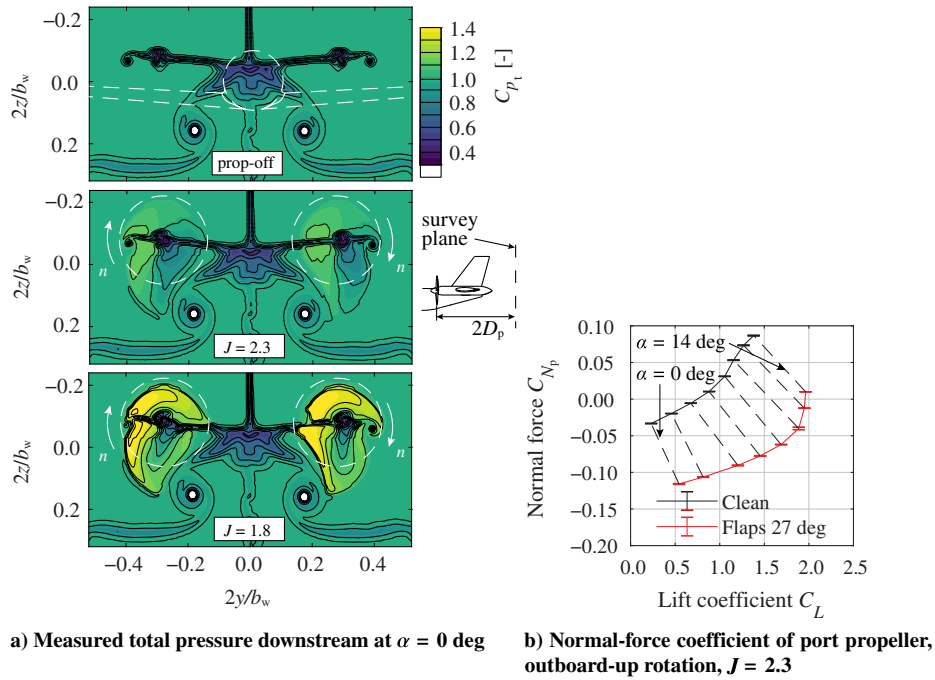 −0.2
0.0
0.2
2z/b_w
prop-off
1.4
1.2
1.0
0.8
0.6
0.4
C_{p_t} [-]
−0.2
0.0
0.2
2z/b_w
n
n
J = 2.3
survey
plane
2D_p
−0.2
0.0
0.2
2z/b_w
n
n
J = 1.8
−0.4 −0.2 0.0 0.2 0.4
2y/b_w
0.10
0.05
0.00
−0.05
−0.10
−0.15
−0.20
Normal force C_{N_p}
α = 14 deg
α = 0 deg
Clean
Flaps 27 deg
0.0 0.5 1.0 1.5 2.0 2.5
Lift coefficient C_L
a) Measured total pressure downstream at α = 0 deg
b) Normal-force coefficient of port propeller,
outboard-up rotation, J = 2.3